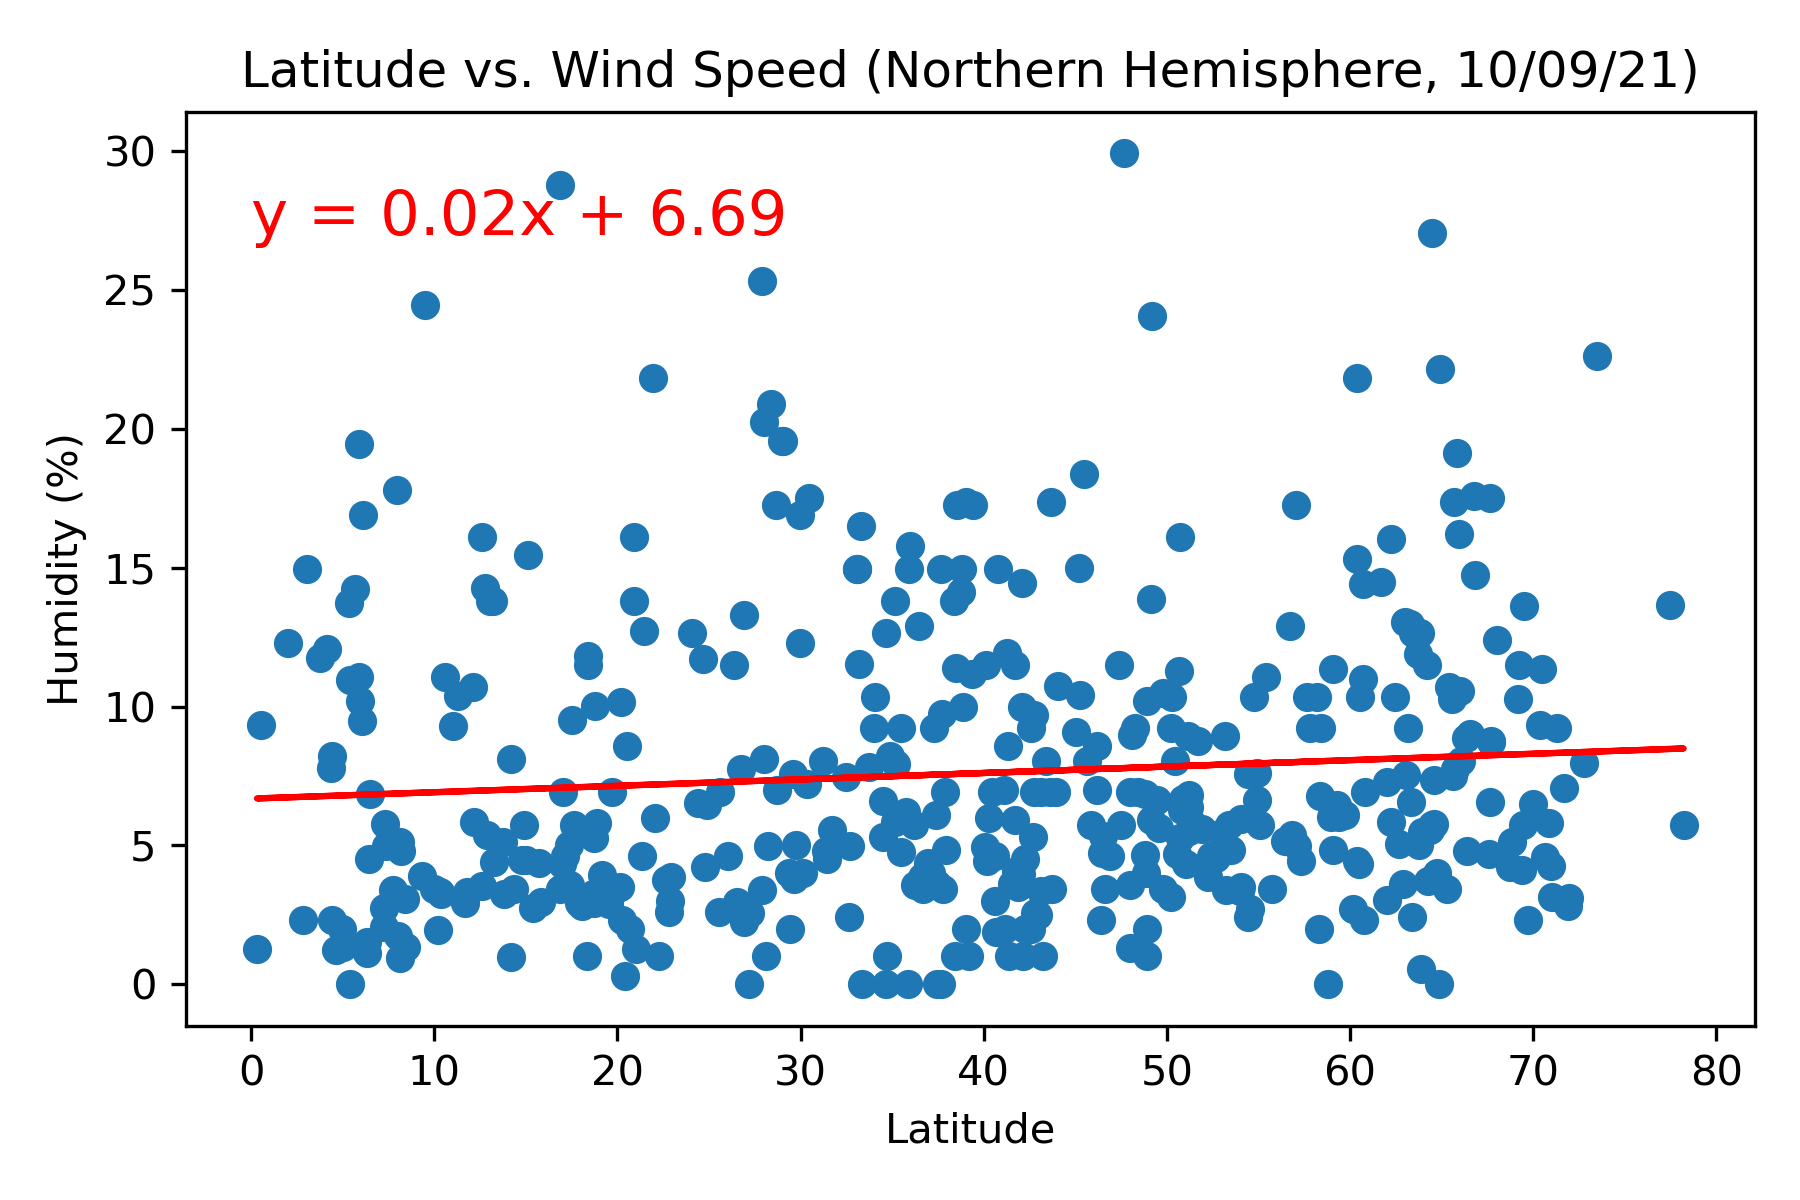 Latitude vs. Wind Speed (Northern Hemisphere, 10/09/21)
30
25
20
15
10
5
0
Humidity (%)
y = 0.02x + 6.69
0 10 20 30 40 50 60 70 80
Latitude